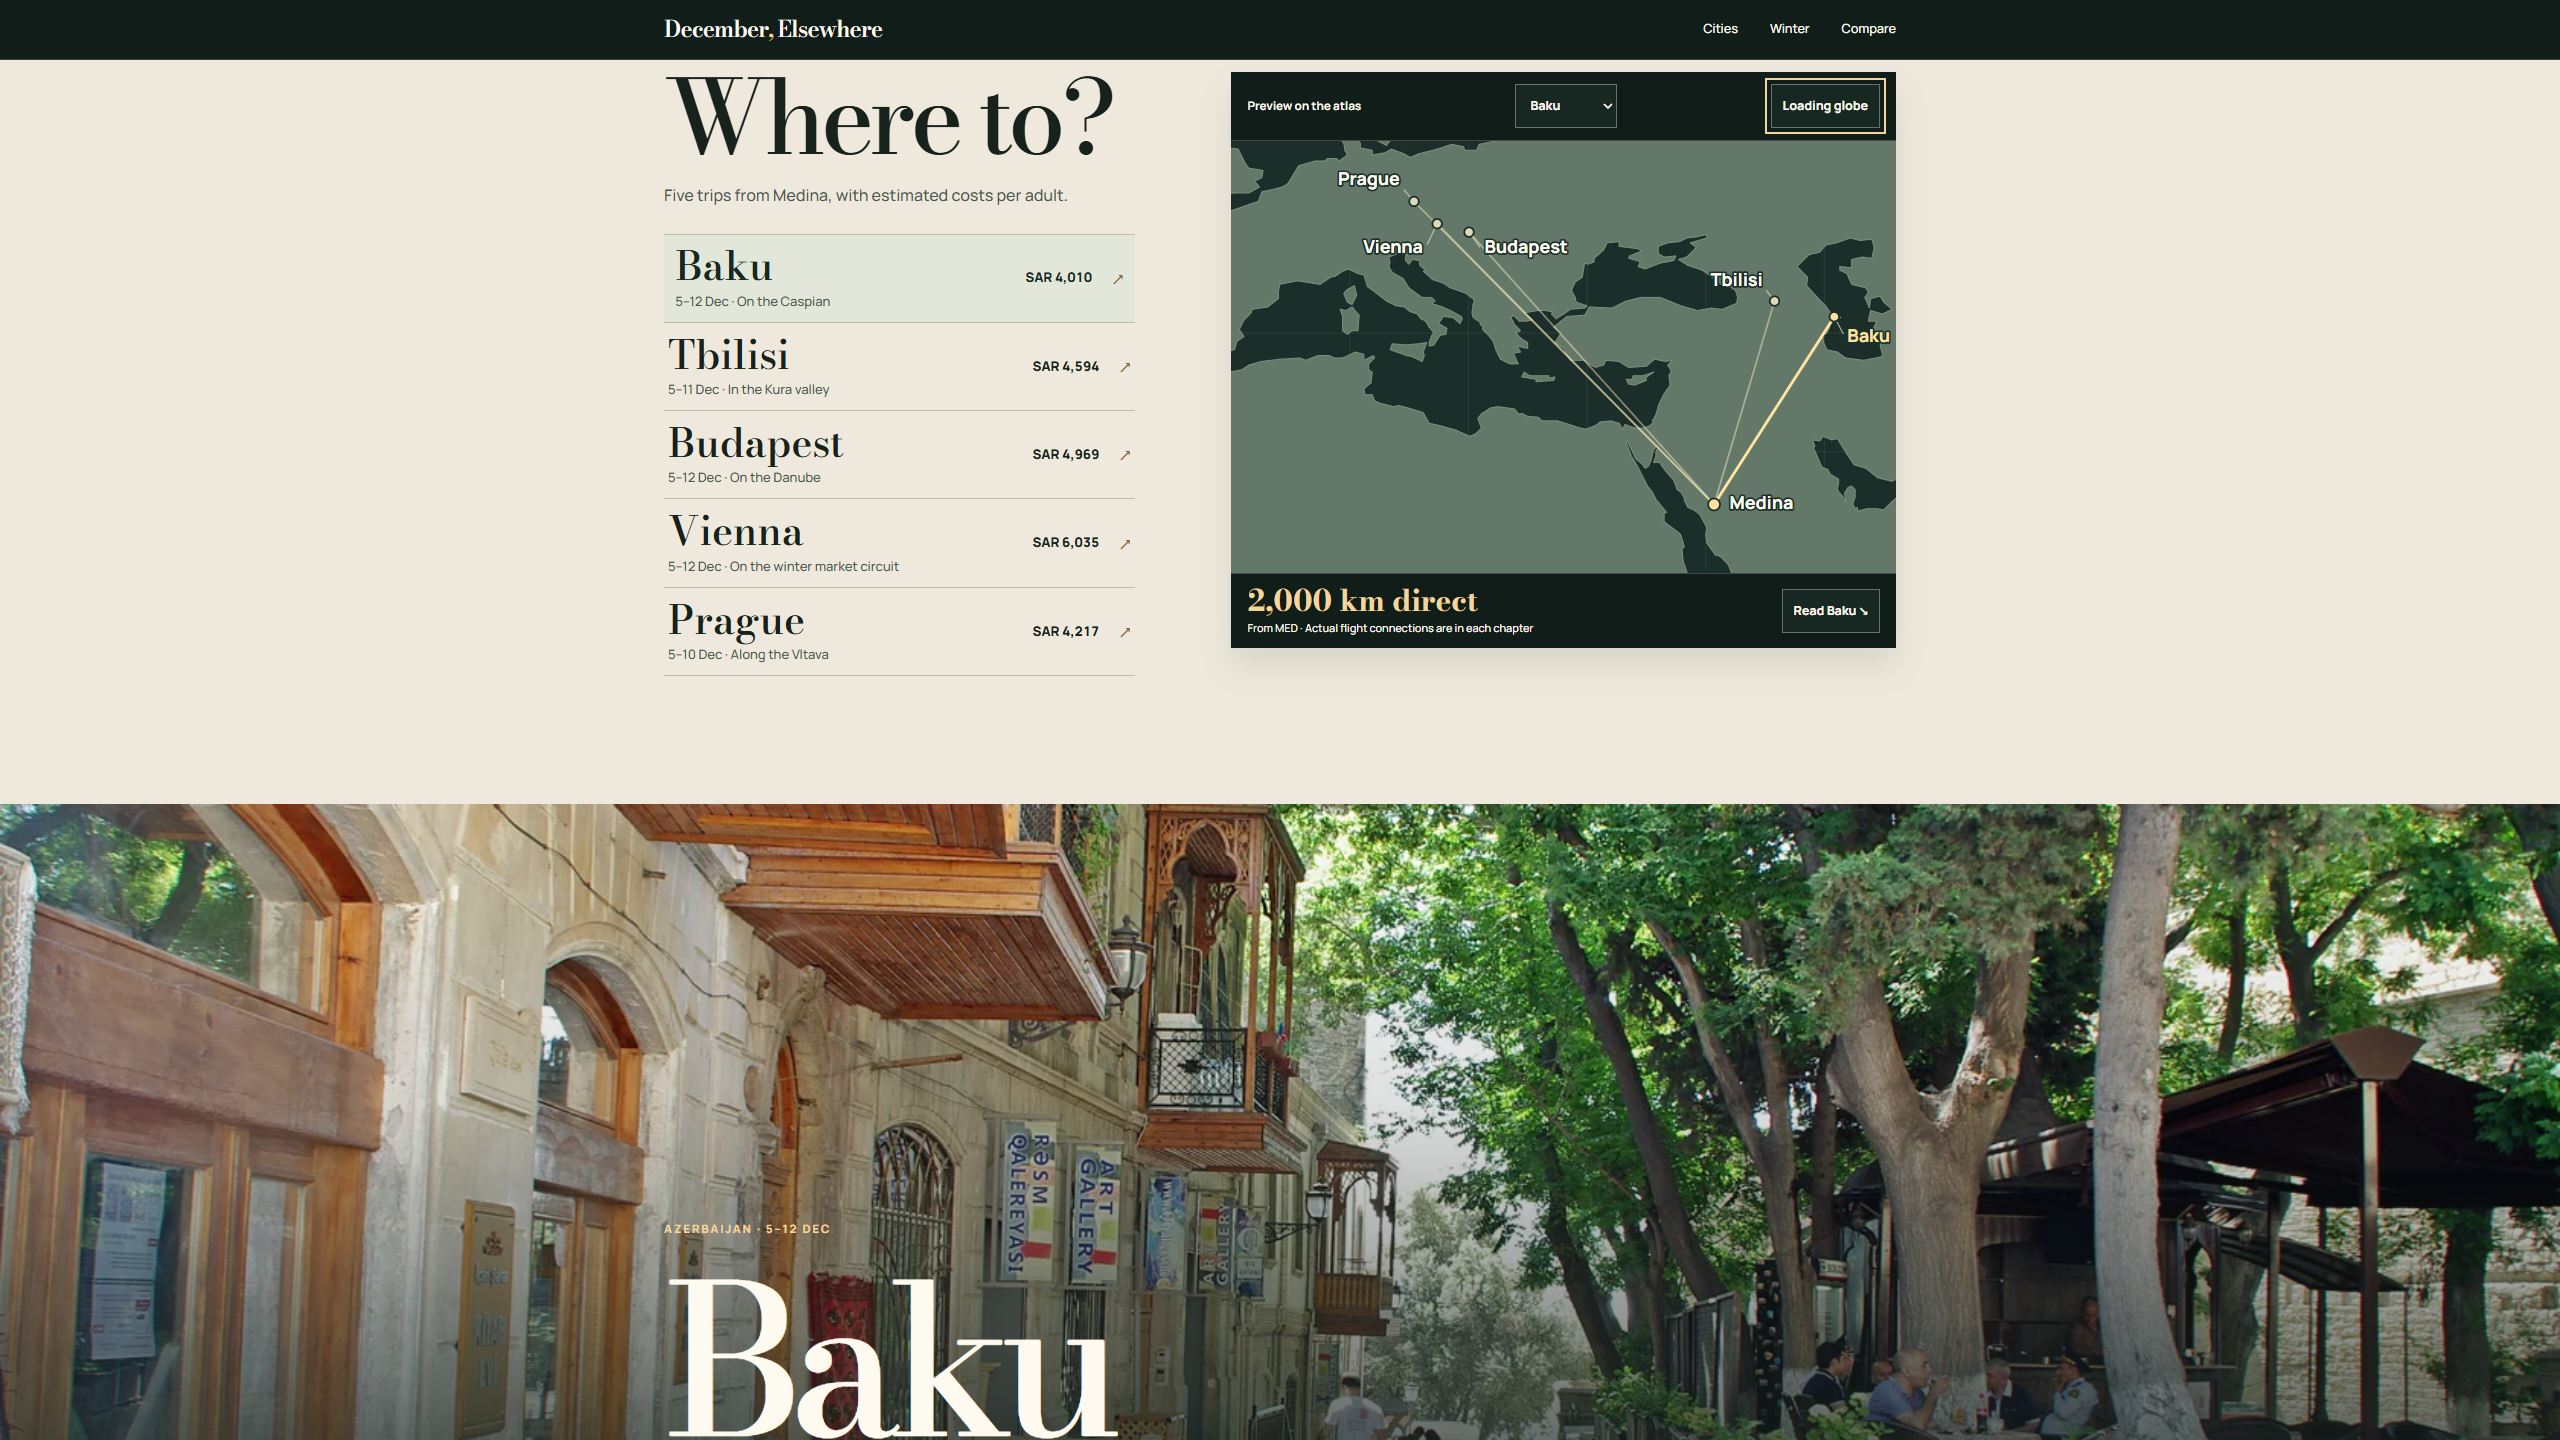 December, Elsewhere
Cities
Winter
Compare
Where to?
Five trips from Medina, with estimated costs per adult.
Baku
5–12 Dec · On the Caspian
SAR 4,010
↗
Tbilisi
5–11 Dec · In the Kura valley
SAR 4,594
↗
Budapest
5–12 Dec · On the Danube
SAR 4,969
↗
Vienna
5–12 Dec · On the winter market circuit
SAR 6,035
↗
Prague
5–10 Dec · Along the Vltava
SAR 4,217
↗
Preview on the atlas
Baku
Loading globe
Prague
Vienna
Budapest
Tbilisi
Baku
Medina
2,000 km direct
From MED · Actual flight connections are in each chapter
Read Baku ↘
RƏSM
QALEREYASI
ART
GALLERY
ART
GALLERY
AZERBAIJAN · 5–12 DEC
Baku